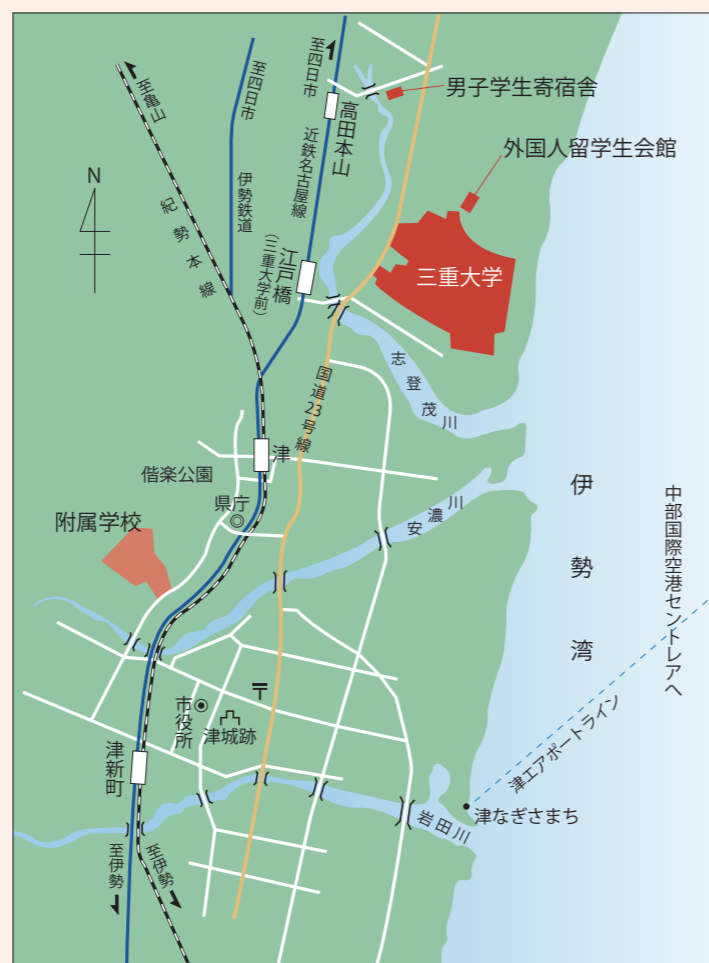 至四日市
至亀山
至四日市
男子学生寄宿舎
高田本山
近鉄名古屋線
外国人留学生会館
N
伊勢鉄道
紀勢本線
江戸橋
(三重大学前)
三重大学
志登茂川
国道23号線
津
偕楽公園
県庁
附属学校
安濃川
伊勢湾
中部国際空港セントレアへ
市役所
津城跡
津新町
津エアポートライン
津なぎさまち
岩田川
至伊勢
至伊勢